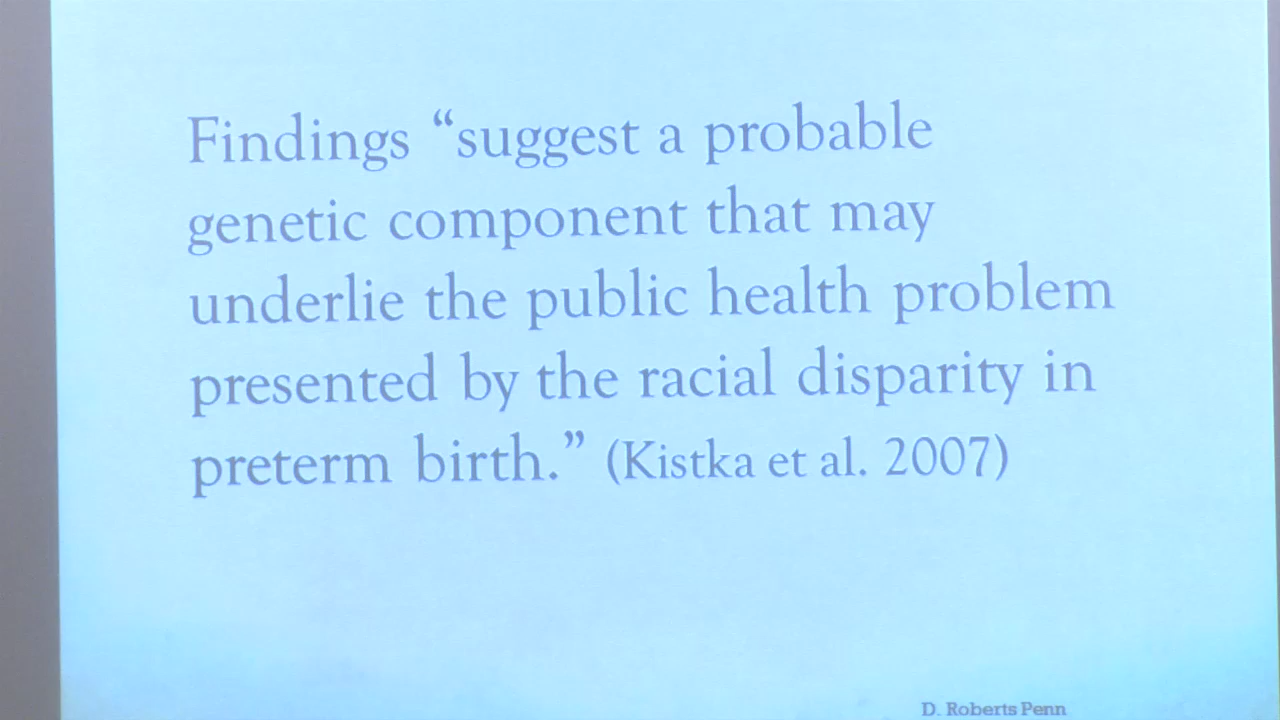 Findings “suggest a probable
genetic component that may
underlie the public health problem
presented by the racial disparity in
preterm birth.” (Kistka et al. 2007)
D. Roberts Penn